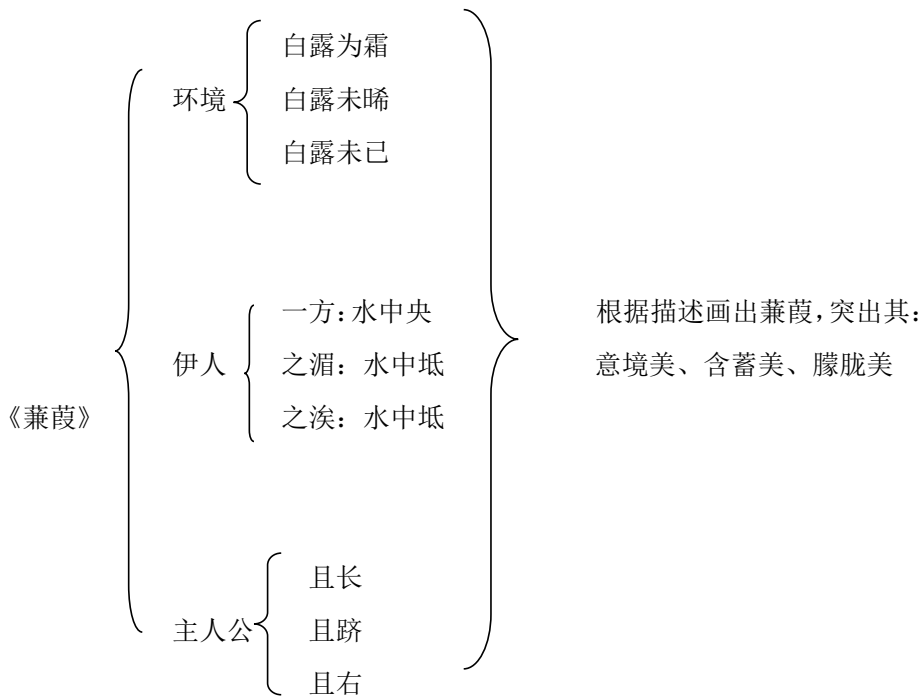 《蒹葭》
环境
白露为霜
白露未晞
白露未已
伊人
一方：水中央
之湄：水中坻
之涘：水中坻
主人公
且长
且跻
且右
根据描述画出蒹葭，突出其：
意境美、含蓄美、朦胧美